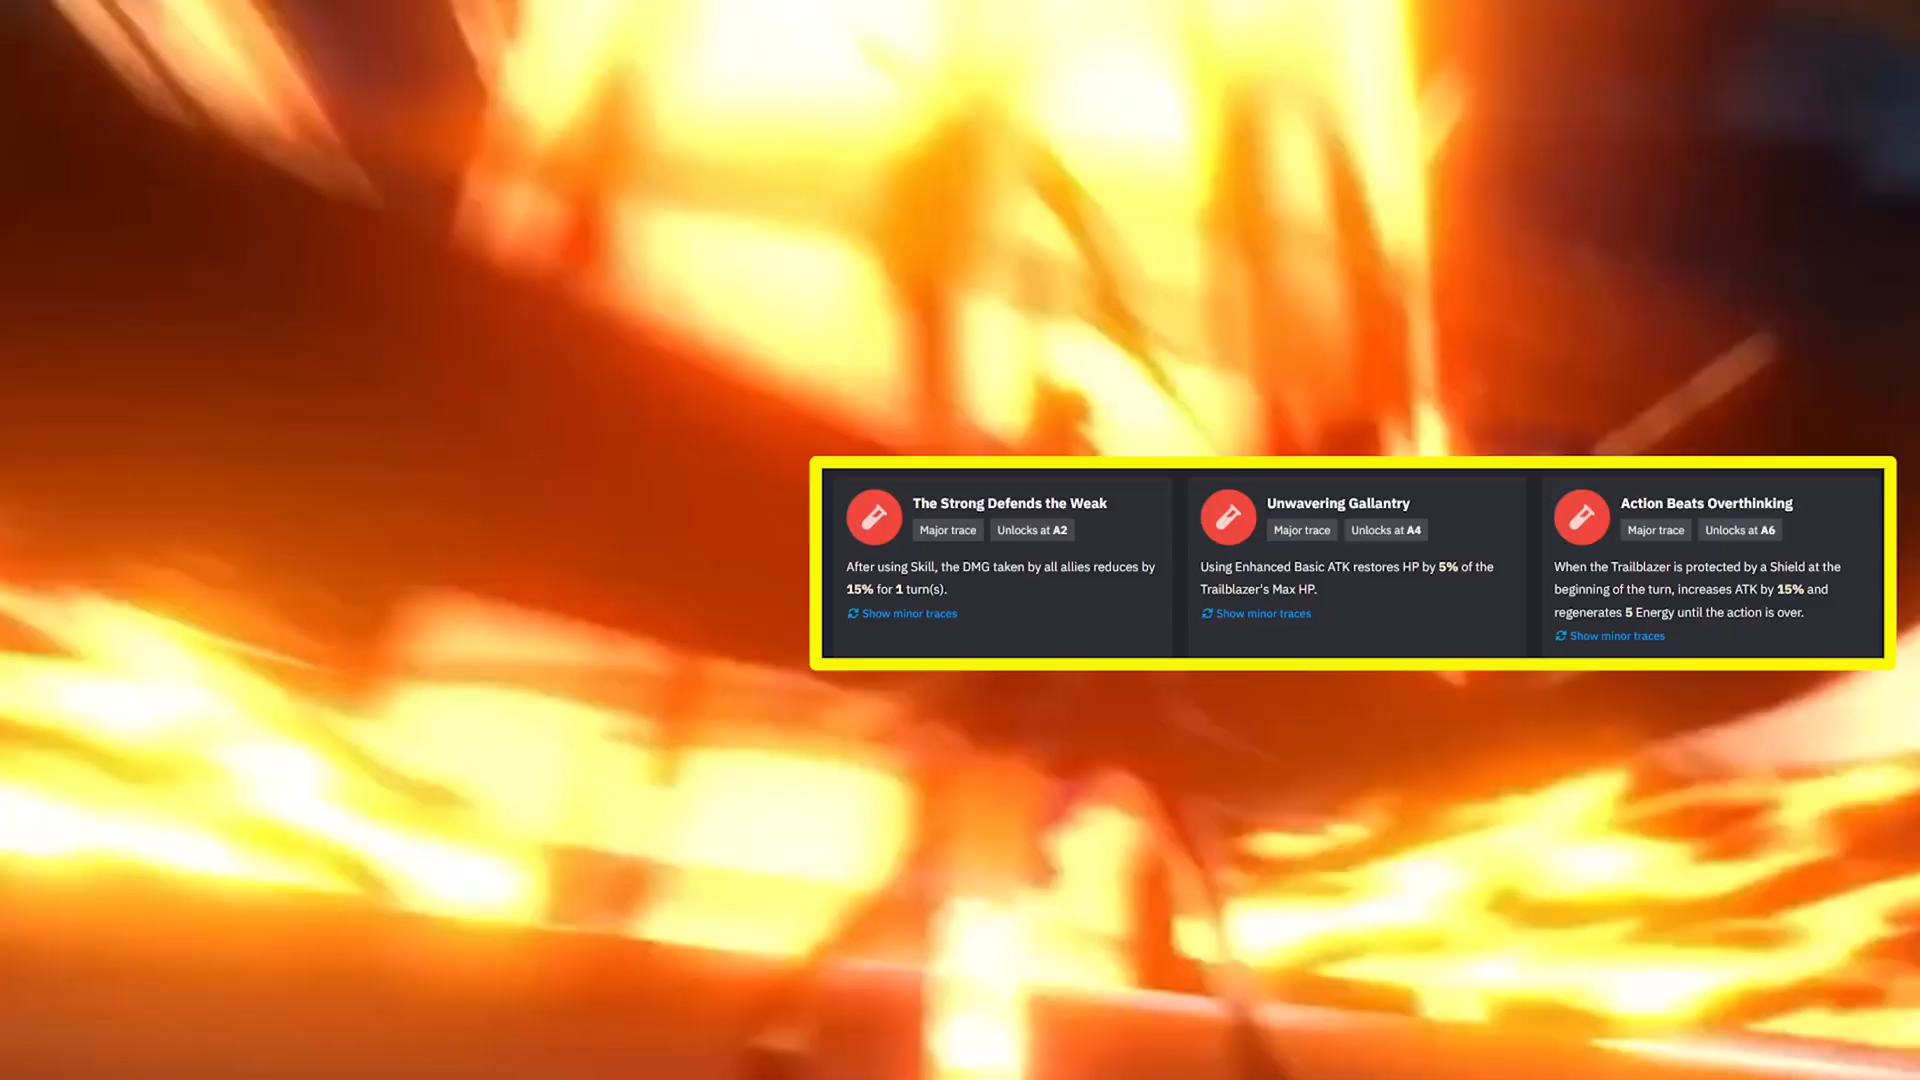 The Strong Defends the Weak
Major trace Unlocks at A2
After using Skill, the DMG taken by all allies reduces by
15% for 1 turn(s).
Show minor traces
Unwavering Gallantry
Major trace Unlocks at A4
Using Enhanced Basic ATK restores HP by 5% of the
Trailblazer's Max HP.
Show minor traces
Action Beats Overthinking
Major trace Unlocks at A6
When the Trailblazer is protected by a Shield at the
beginning of the turn, increases ATK by 15% and
regenerates 5 Energy until the action is over.
Show minor traces